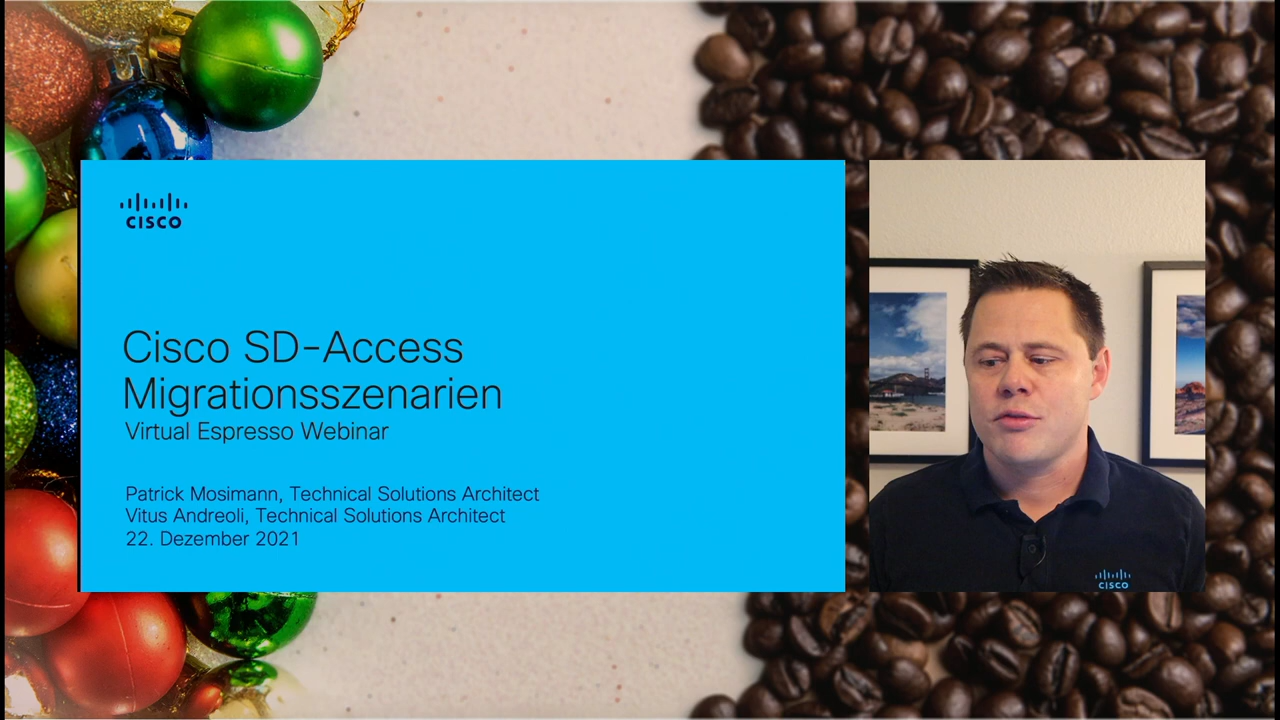 CISCO
Cisco SD-Access
Migrationsszenarien
Virtual Espresso Webinar
Patrick Mosimann, Technical Solutions Architect
Vitus Andreoli, Technical Solutions Architect
22. Dezember 2021
CISCO